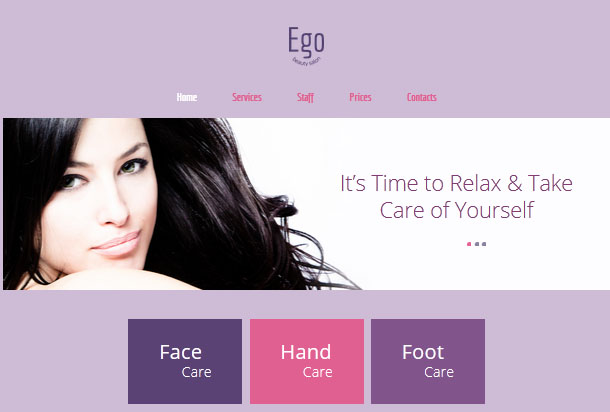 Ego
beauty salon
Home Services Staff Prices Contacts
It’s Time to Relax & Take
Care of Yourself
Face
Care
Hand
Care
Foot
Care